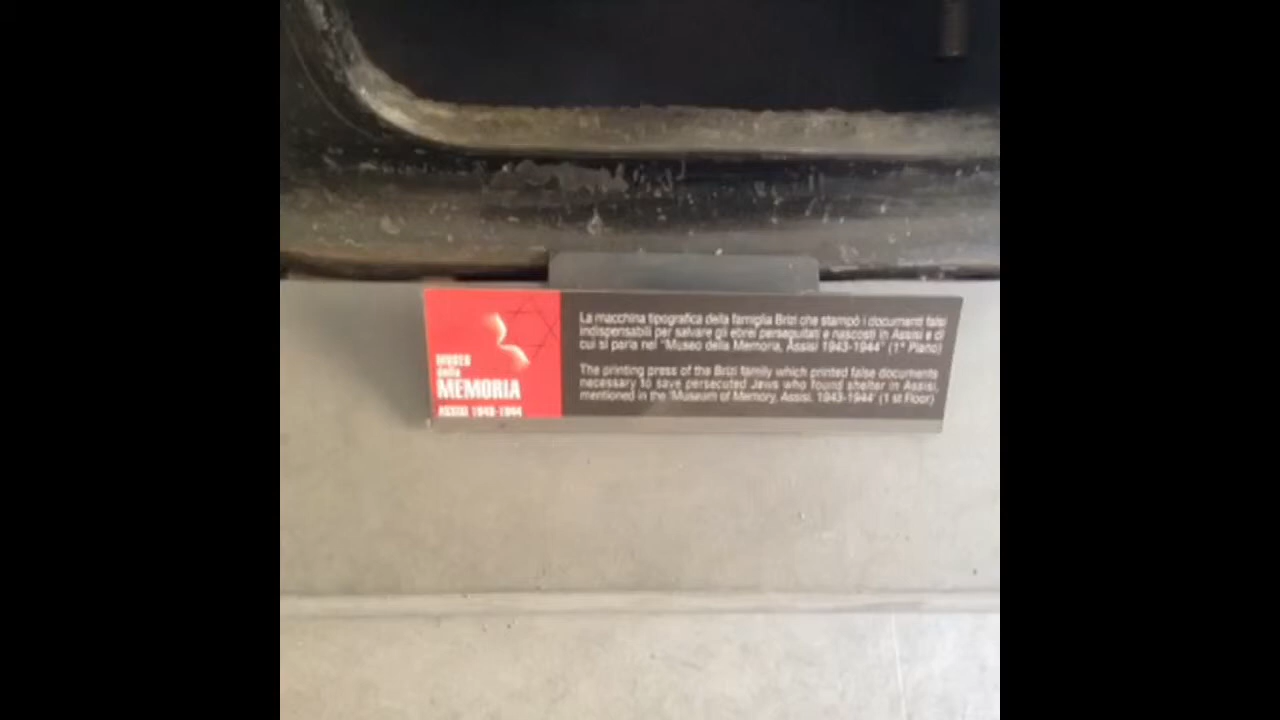 MUSEO
della
MEMORIA
ASSISI 1943-1944
La macchina tipografica della famiglia Brizi che stampò i documenti falsi
indispensabili per salvare gli ebrei perseguitati e nascosti in Assisi e di
cui si parla nel "Museo della Memoria, Assisi 1943-1944" (1° Piano)
The printing press of the Brizi family which printed false documents
necessary to save persecuted Jews who found shelter in Assisi,
mentioned in the 'Museum of Memory, Assisi, 1943-1944' (1 st Floor)